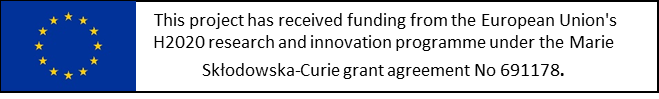 This project has received funding from the European Union's
H2020 research and innovation programme under the Marie
Skłodowska-Curie grant agreement No 691178.